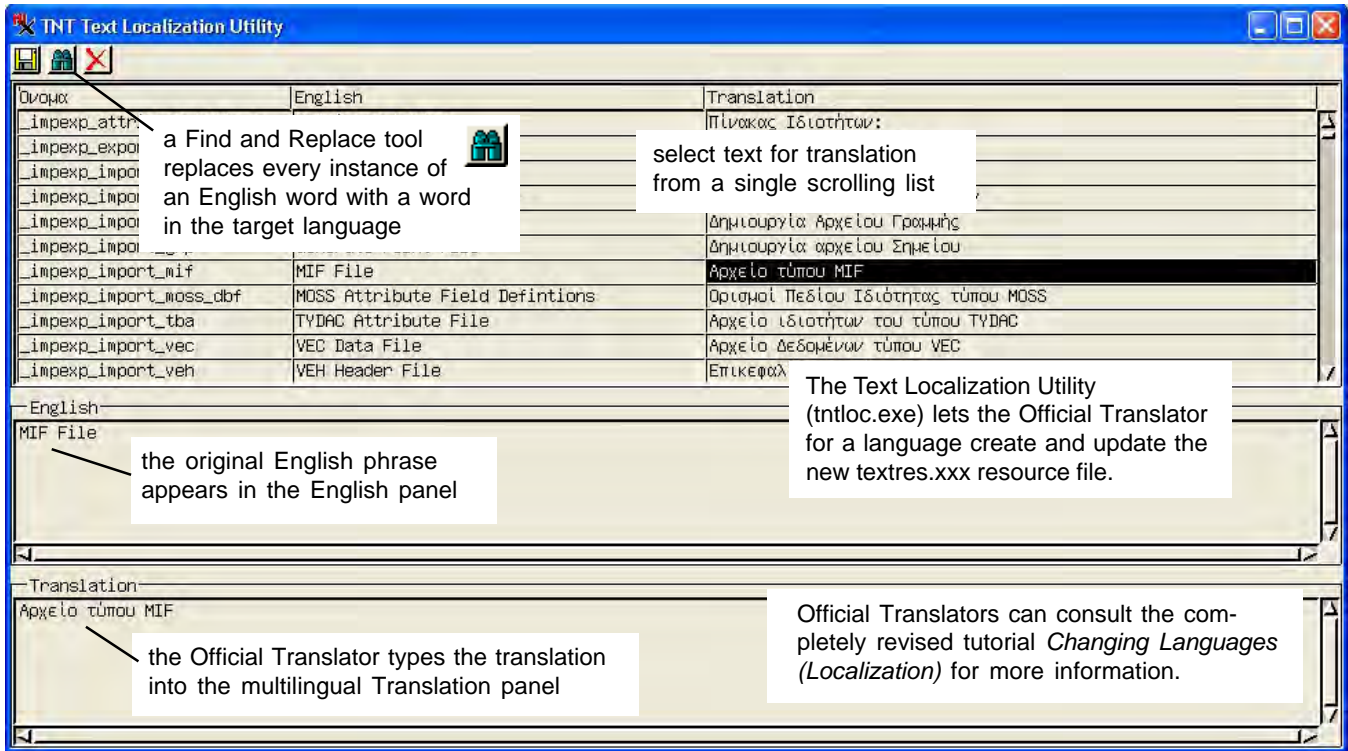 TNT Text Localization Utility
Όνομα English Translation
_impexp_attr Πίνακας Ιδιοτήτων:
_impexp_expor
_impexp_impor
_impexp_impor
_impexp_impor Δημιουργία Αρχείου Γραμμής
_impexp_impor Δημιουργία αρχείου Σημείου
_impexp_import_mif MIF File Αρχείο τύπου MIF
_impexp_import_moss_dbf MOSS Attribute Field Defintions Ορισμοί Πεδίου Ιδιότητας τύπου MOSS
_impexp_import_tba TYDAC Attribute File Αρχείο ιδιοτήτων του τύπου TYDAC
_impexp_import_vec VEC Data File Αρχείο Δεδομένων τύπου VEC
_impexp_import_veh VEH Header File Επικεφαλ
a Find and Replace tool
replaces every instance of
an English word with a word
in the target language
select text for translation
from a single scrolling list
The Text Localization Utility
(tntloc.exe) lets the Official Translator
for a language create and update the
new textres.xxx resource file.
English
MIF File
the original English phrase
appears in the English panel
Translation
Αρχείο τύπου MIF
the Official Translator types the translation
into the multilingual Translation panel
Official Translators can consult the com-
pletely revised tutorial Changing Languages
(Localization) for more information.